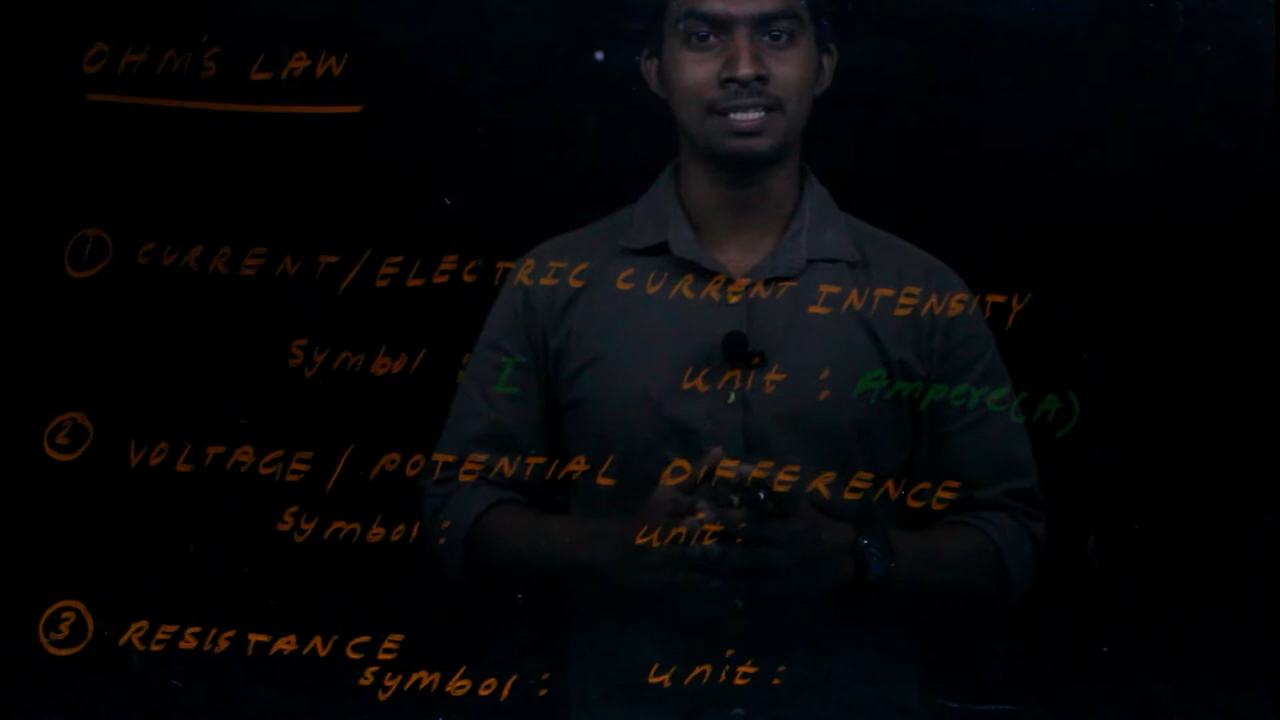 OHM'S LAW
① CURRENT/ELECTRIC CURRENT INTENSITY
symbol : I unit : Ampere(A)
② VOLTAGE / POTENTIAL DIFFERENCE
symbol : unit :
③ RESISTANCE
symbol : unit :